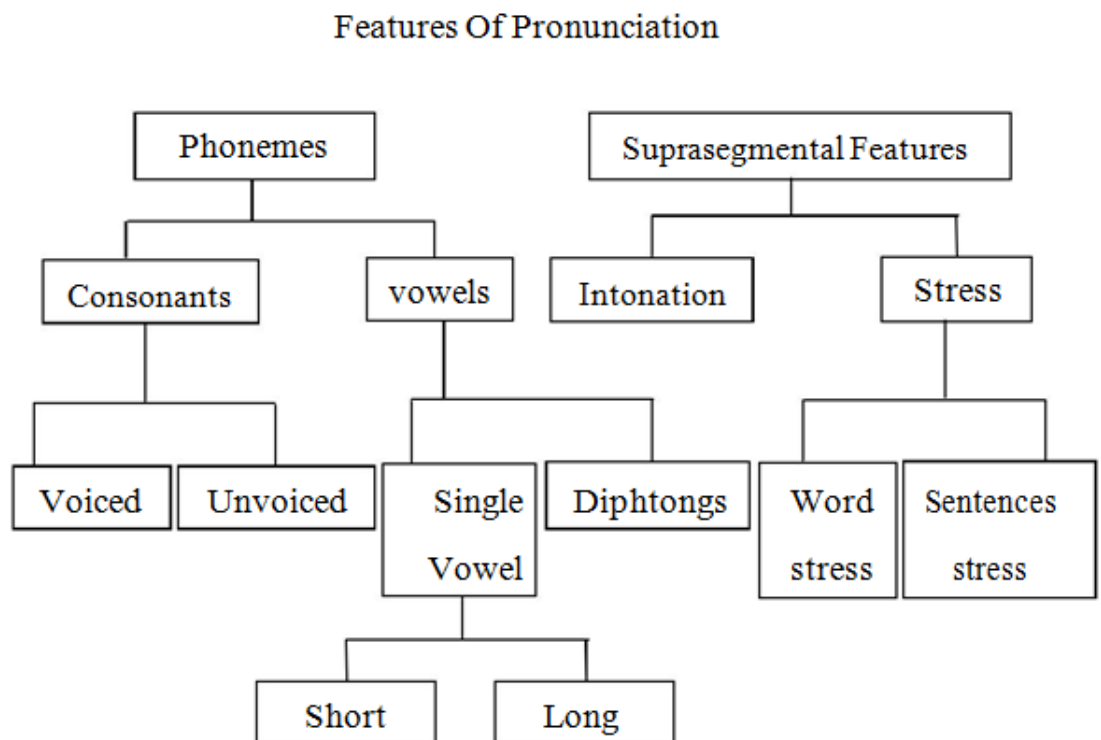 Features Of Pronunciation
Phonemes
Suprasegmental Features
Consonants
vowels
Intonation
Stress
Voiced
Unvoiced
Single
Vowel
Diphtongs
Word
stress
Sentences
stress
Short
Long